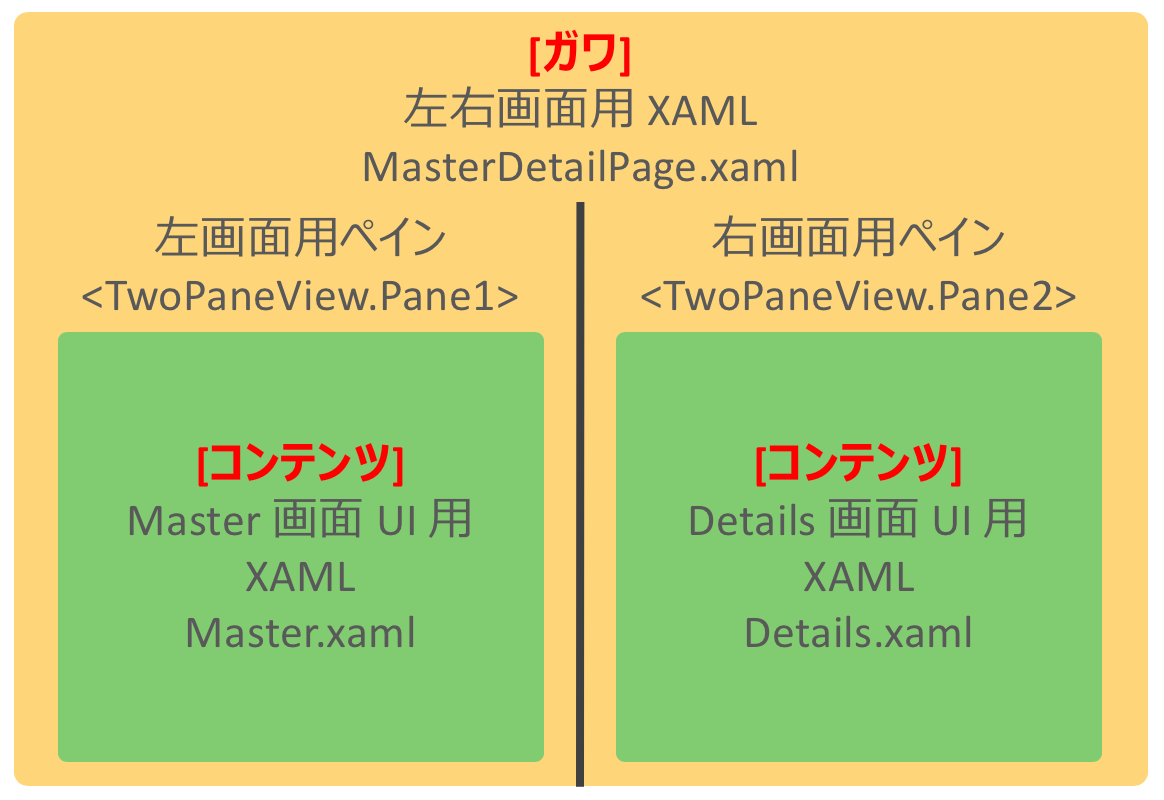 [ガワ]
左右画面用 XAML
MasterDetailPage.xaml
左画面用ペイン
<TwoPaneView.Pane1>
[コンテンツ]
Master 画面 UI 用
XAML
Master.xaml
右画面用ペイン
<TwoPaneView.Pane2>
[コンテンツ]
Details 画面 UI 用
XAML
Details.xaml